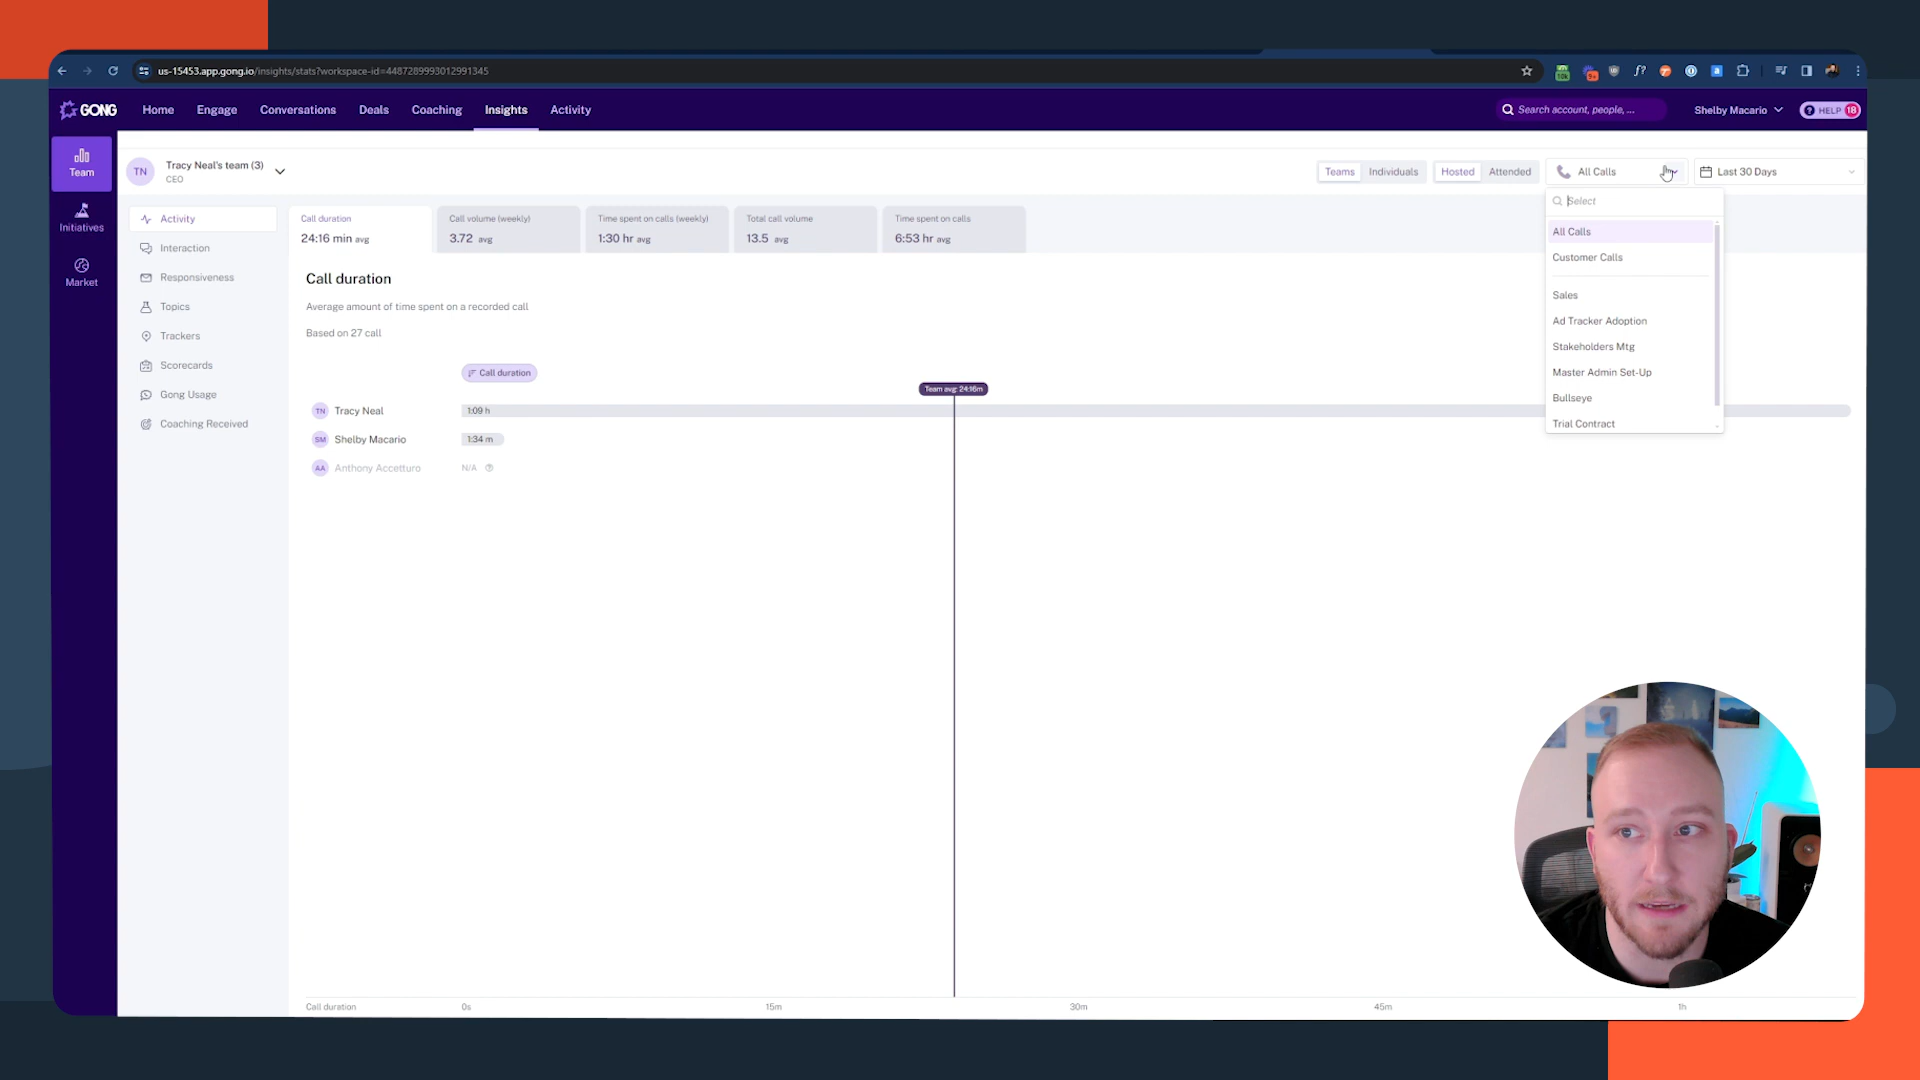 us-15453.app.gong.io/insights/stats?workspace-id=4487289993012991345
GONG
Home
Engage
Conversations
Deals
Coaching
Insights
Activity
Search account, people, ...
Shelby Macario
HELP
18
Team
Initiatives
Market
TN
Tracy Neal's team (3)
CEO
Teams
Individuals
Hosted
Attended
All Calls
Last 30 Days
Select
All Calls
Customer Calls
Sales
Ad Tracker Adoption
Stakeholders Mtg
Master Admin Set-Up
Bullseye
Trial Contract
Activity
Interaction
Responsiveness
Topics
Trackers
Scorecards
Gong Usage
Coaching Received
Call duration
24:16 min avg
Call volume (weekly)
3.72 avg
Time spent on calls (weekly)
1:30 hr avg
Total call volume
13.5 avg
Time spent on calls
6:53 hr avg
Call duration
Average amount of time spent on a recorded call
Based on 27 call
Call duration
Team avg: 24:16m
TN Tracy Neal 1:09 h
SM Shelby Macario 1:34 m
AA Anthony Accetturo N/A
Call duration 0s 15m 30m 45m 1h